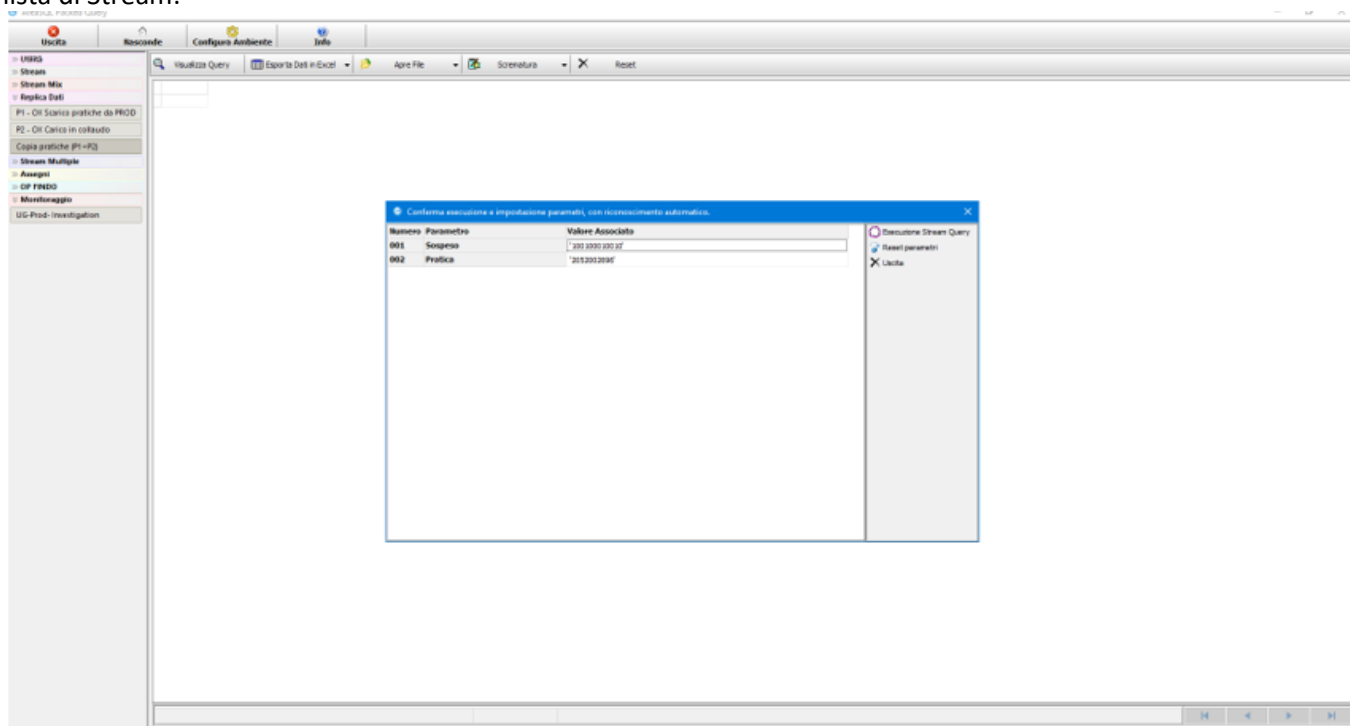 lista di Stream.
Uscita
Nasconde
Configura Ambiente
Info
Stream
Stream Mix
Replica Dati
P1 - OX Scarico pratiche da PROD
P2 - OX Carico in collaudo
Copia pratiche (P1+P2)
Stream Multiple
Assegni
OP FINDO
Monitoraggio
UG-Prod- Investigation
Visualizza Query
Esporta Dati in Excel
Apre File
Scrematura
Reset
Conferma esecuzione e impostazione parametri, con riconoscimento automatico.
Numero Parametro Valore Associato
001 Sospeso
002 Pratica
Esecuzione Stream Query
Reset parametri
Uscita